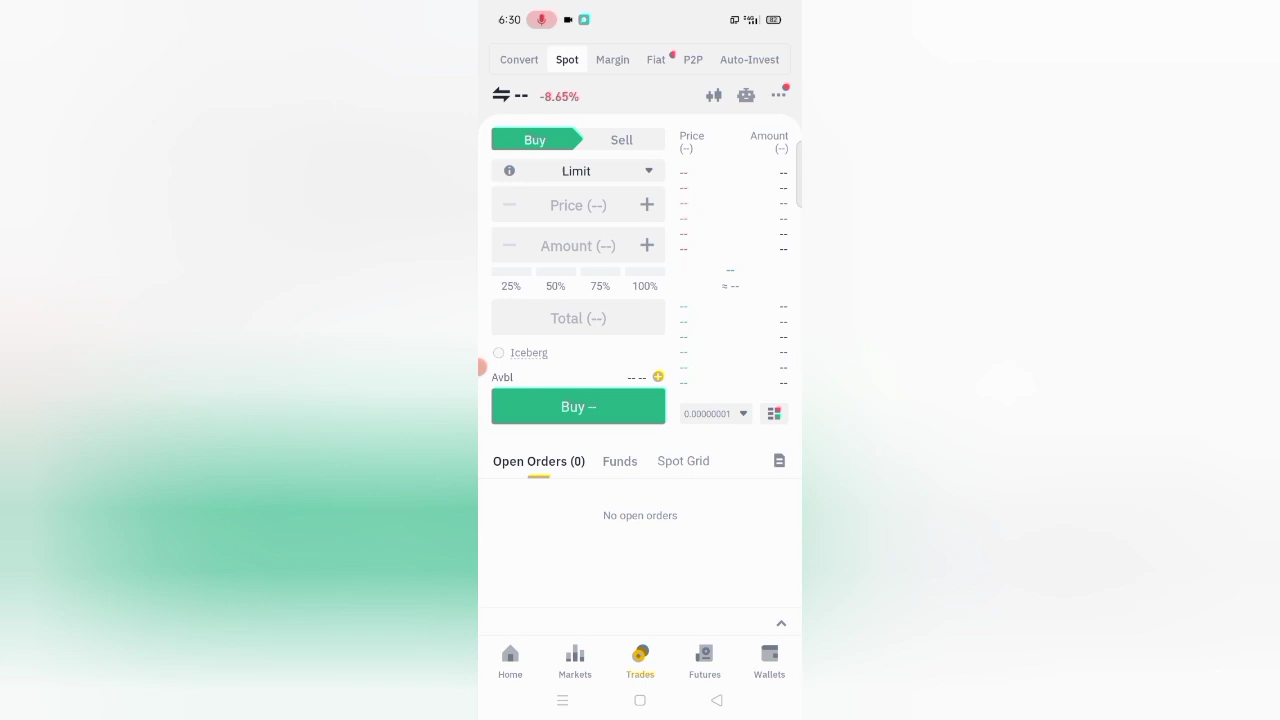 6:30 82
Convert Spot Margin Fiat P2P Auto-Invest
-- -8.65%
Buy Sell
Price (--) Amount (--)
Limit
Price (--)
Amount (--)
25% 50% 75% 100%
Total (--)
Iceberg
Avbl -- --
Buy --
-- --
-- --
-- --
-- --
-- --
-- --
--
≈ --
-- --
-- --
-- --
-- --
-- --
-- --
0.00000001
Open Orders (0) Funds Spot Grid
No open orders
Home Markets Trades Futures Wallets